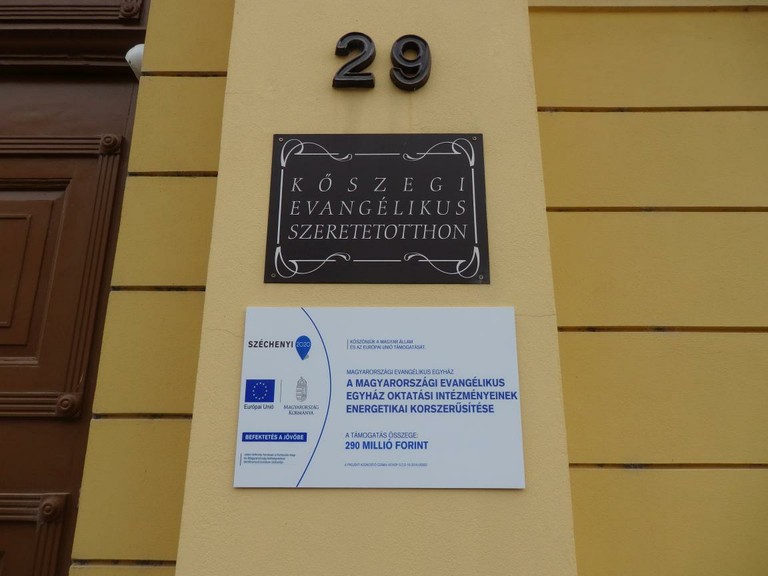 29
KŐSZEGI
EVANGÉLIKUS
SZERETETOTTHON
SZÉCHENYI 2020
KÖSZÖNJÜK A MAGYAR ÁLLAM
ÉS AZ EURÓPAI UNIÓ TÁMOGATÁSÁT.
MAGYARORSZÁGI EVANGÉLIKUS EGYHÁZ
A MAGYARORSZÁGI EVANGÉLIKUS
EGYHÁZ OKTATÁSI INTÉZMÉNYEINEK
ENERGETIKAI KORSZERŰSÍTÉSE
Európai Unió
MAGYARORSZÁG
KORMÁNYA
BEFEKTETÉS A JÖVŐBE
A TÁMOGATÁS ÖSSZEGE:
290 MILLIÓ FORINT